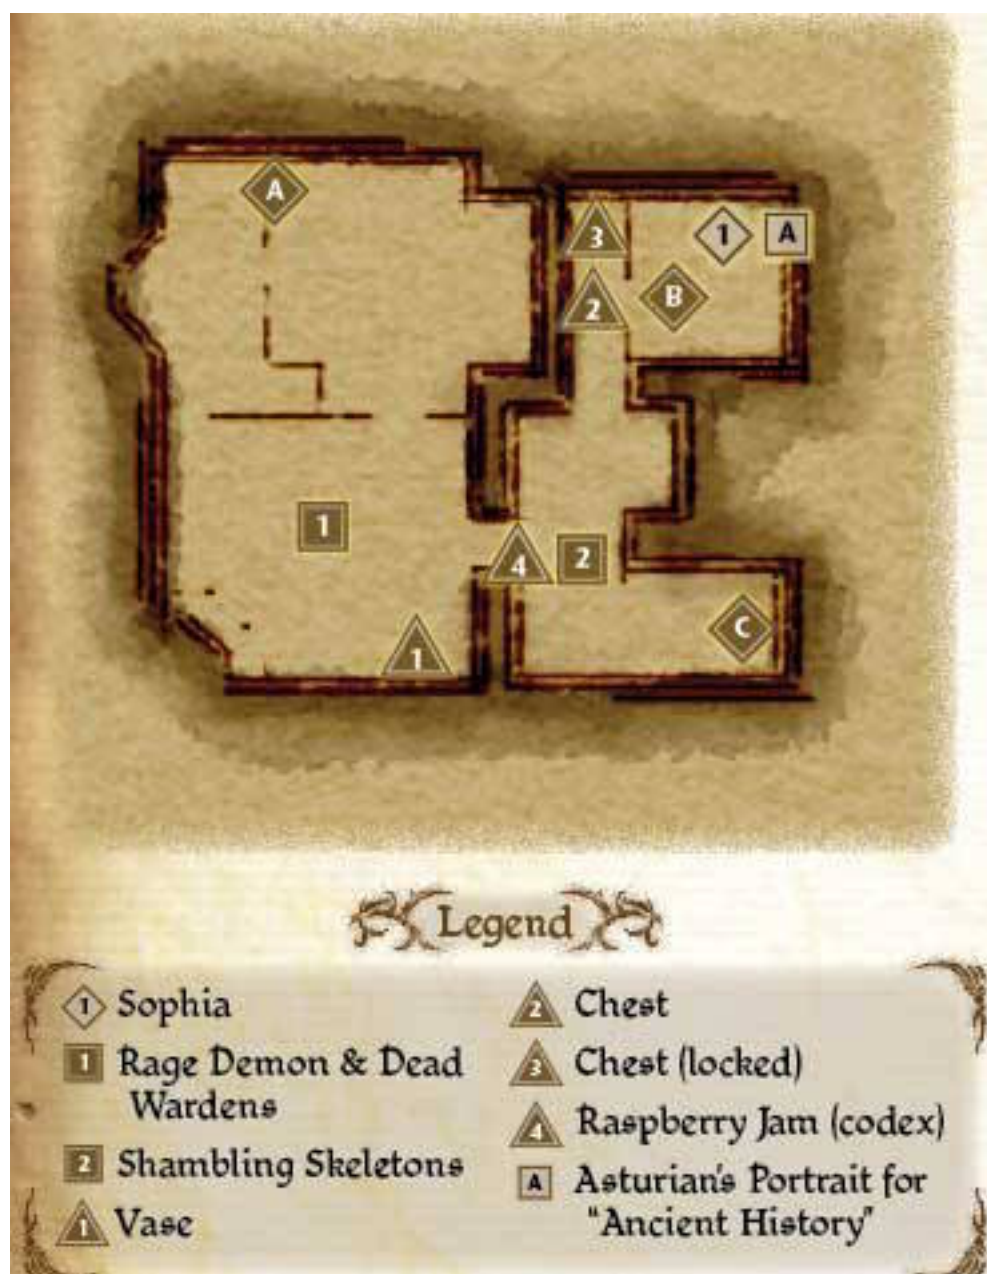 A
3
1 A
2
B
1
4 2
1
C
Legend
1 Sophia
1 Rage Demon & Dead
Wardens
2 Shambling Skeletons
1 Vase
2 Chest
3 Chest (locked)
4 Raspberry Jam (codex)
A Asturian's Portrait for
"Ancient History"